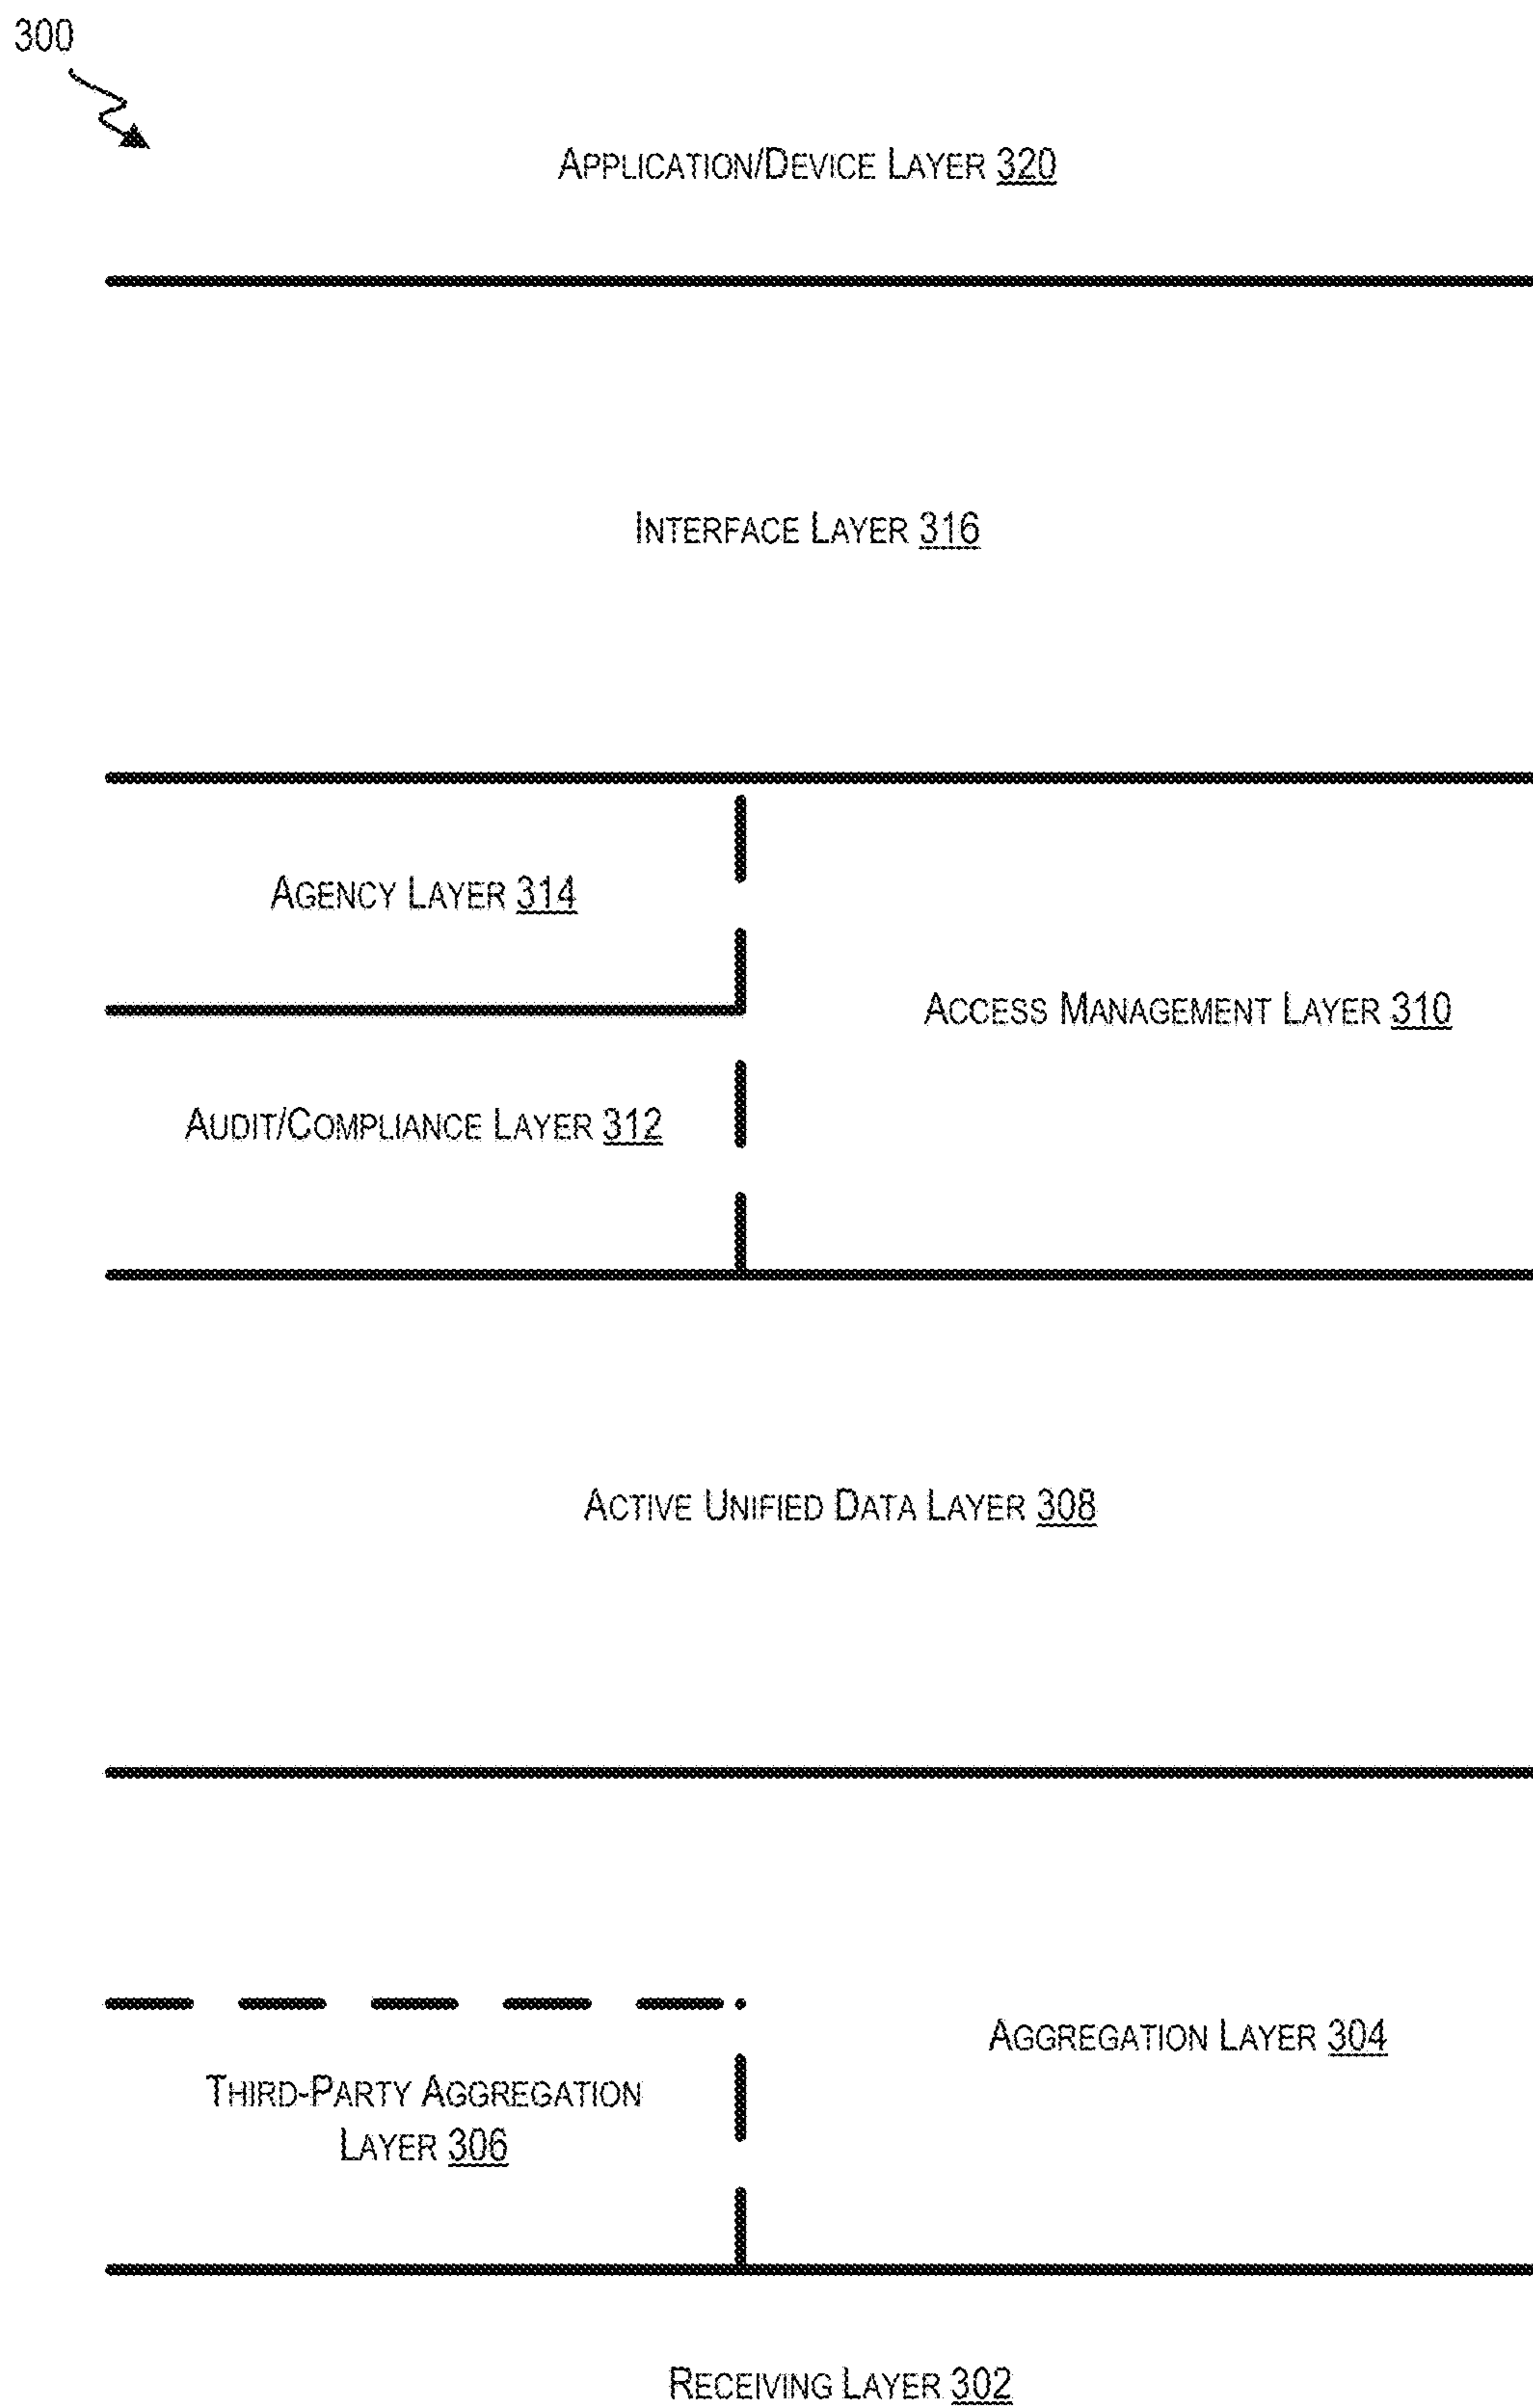 300
APPLICATION/DEVICE LAYER 320
INTERFACE LAYER 316
AGENCY LAYER 314
ACCESS MANAGEMENT LAYER 310
AUDIT/COMPLIANCE LAYER 312
ACTIVE UNIFIED DATA LAYER 308
AGGREGATION LAYER 304
THIRD-PARTY AGGREGATION
LAYER 306
RECEIVING LAYER 302